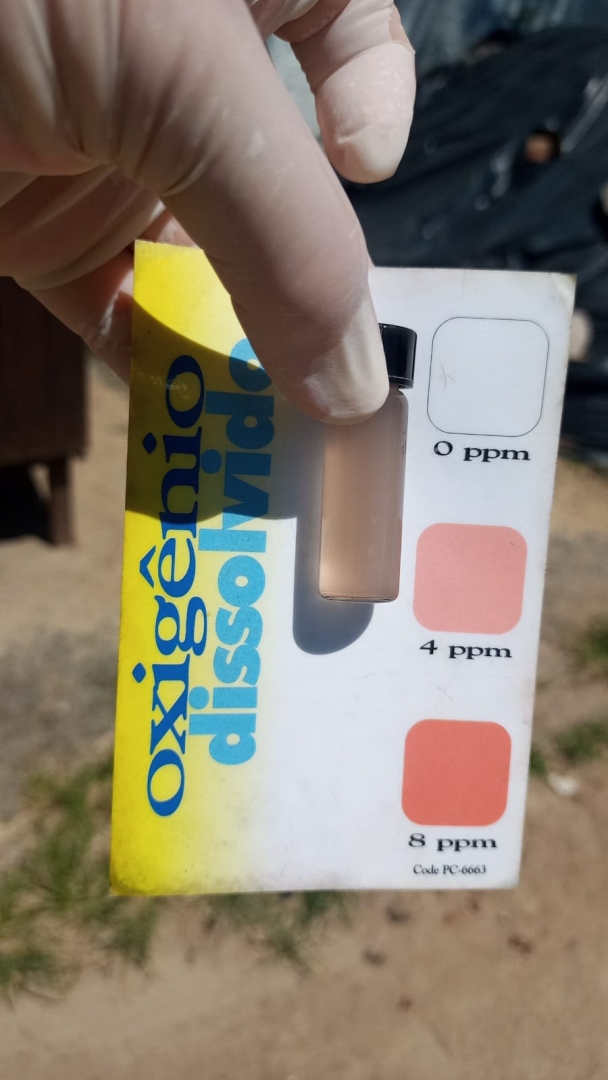 oxigênio
dissolvido
0 ppm
4 ppm
8 ppm
Code PC-6663